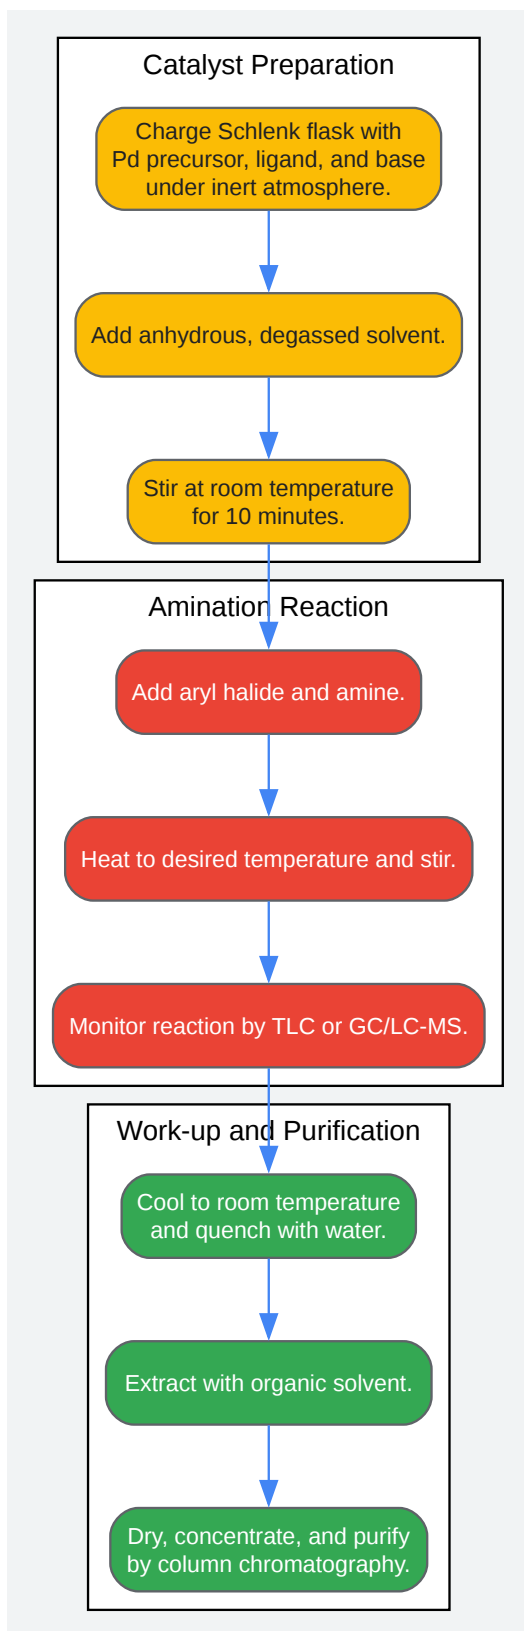 Catalyst Preparation
Charge Schlenk flask with
Pd precursor, ligand, and base
under inert atmosphere.
Add anhydrous, degassed solvent.
Stir at room temperature
for 10 minutes.
Amination Reaction
Add aryl halide and amine.
Heat to desired temperature and stir.
Monitor reaction by TLC or GC/LC-MS.
Work-up and Purification
Cool to room temperature
and quench with water.
Extract with organic solvent.
Dry, concentrate, and purify
by column chromatography.